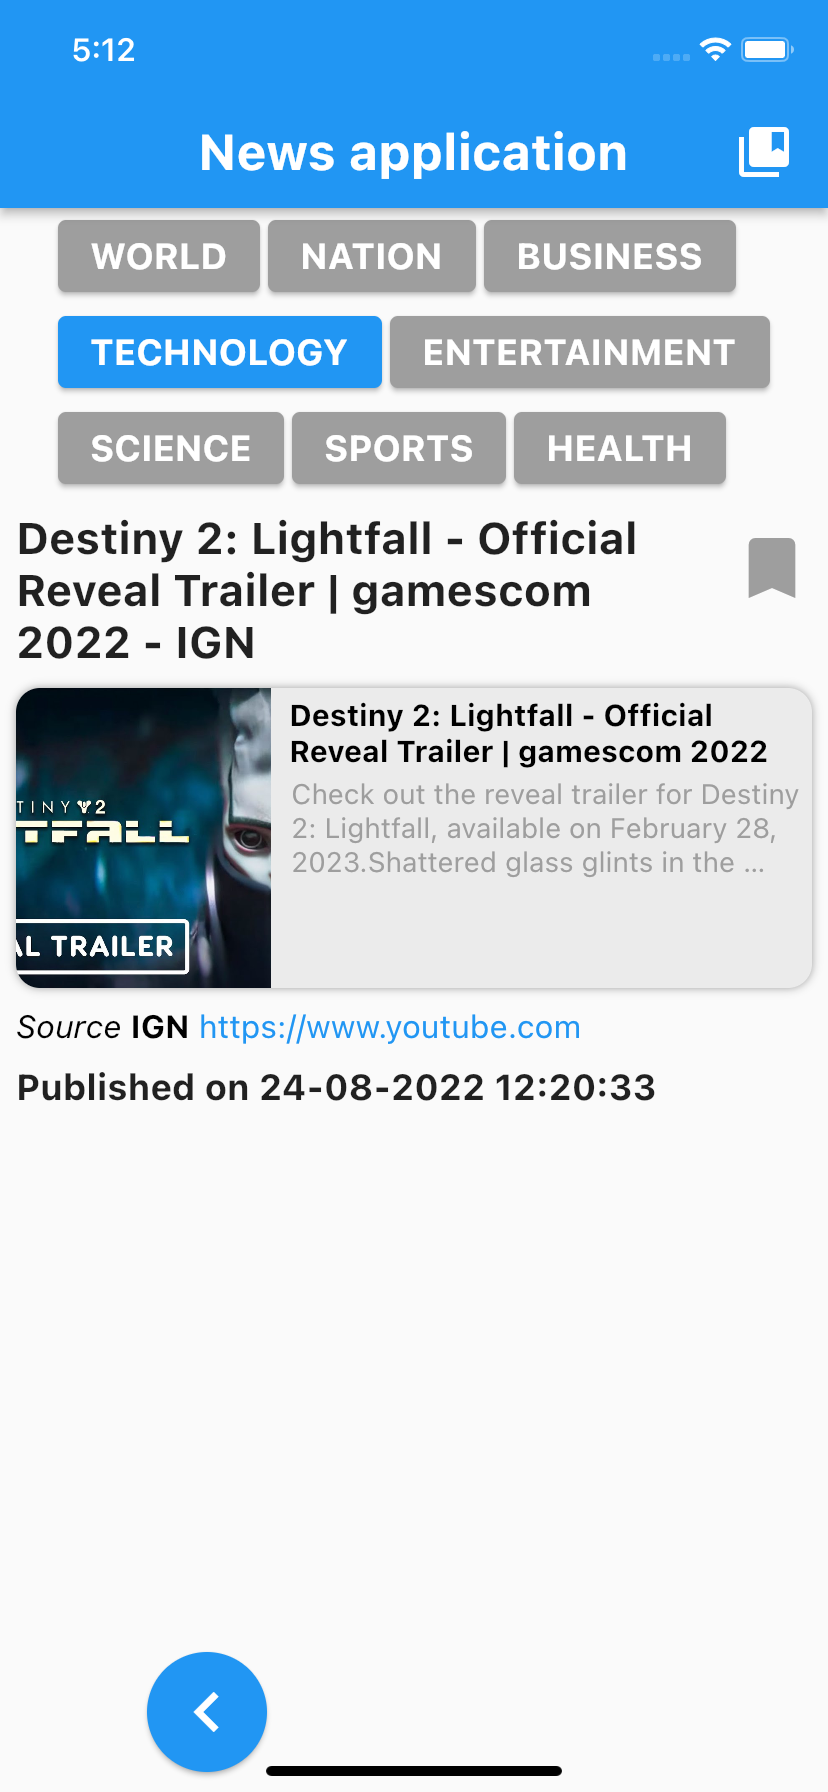 5:12
News application
WORLD NATION BUSINESS
TECHNOLOGY ENTERTAINMENT
SCIENCE SPORTS HEALTH
Destiny 2: Lightfall - Official
Reveal Trailer | gamescom
2022 - IGN
Destiny 2: Lightfall - Official
Reveal Trailer | gamescom 2022
Check out the reveal trailer for Destiny
2: Lightfall, available on February 28,
2023.Shattered glass glints in the ...
TINY 2
TFALL
AL TRAILER
Source IGN https://www.youtube.com
Published on 24-08-2022 12:20:33